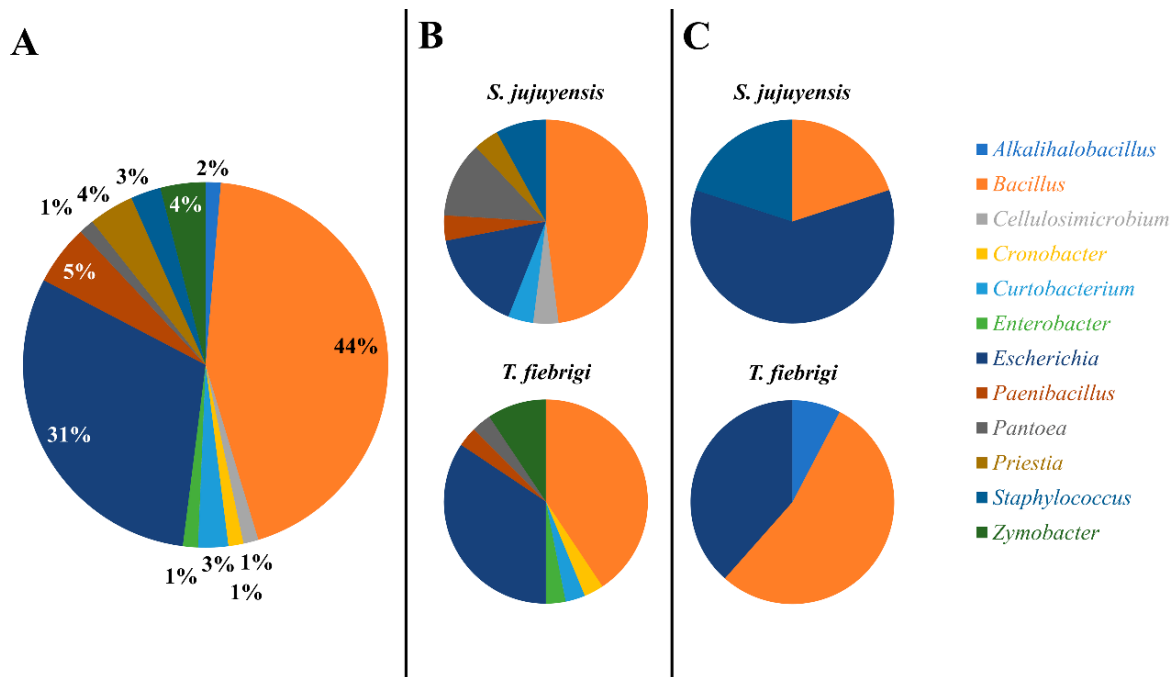 A
2%
44%
1%
1%
3%
1%
31%
5%
1%
4%
3%
4%
B
S. jujuyensis
T. fiebrigi
C
S. jujuyensis
T. fiebrigi
Alkalihalobacillus
Bacillus
Cellulosimicrobium
Cronobacter
Curtobacterium
Enterobacter
Escherichia
Paenibacillus
Pantoea
Priestia
Staphylococcus
Zymobacter